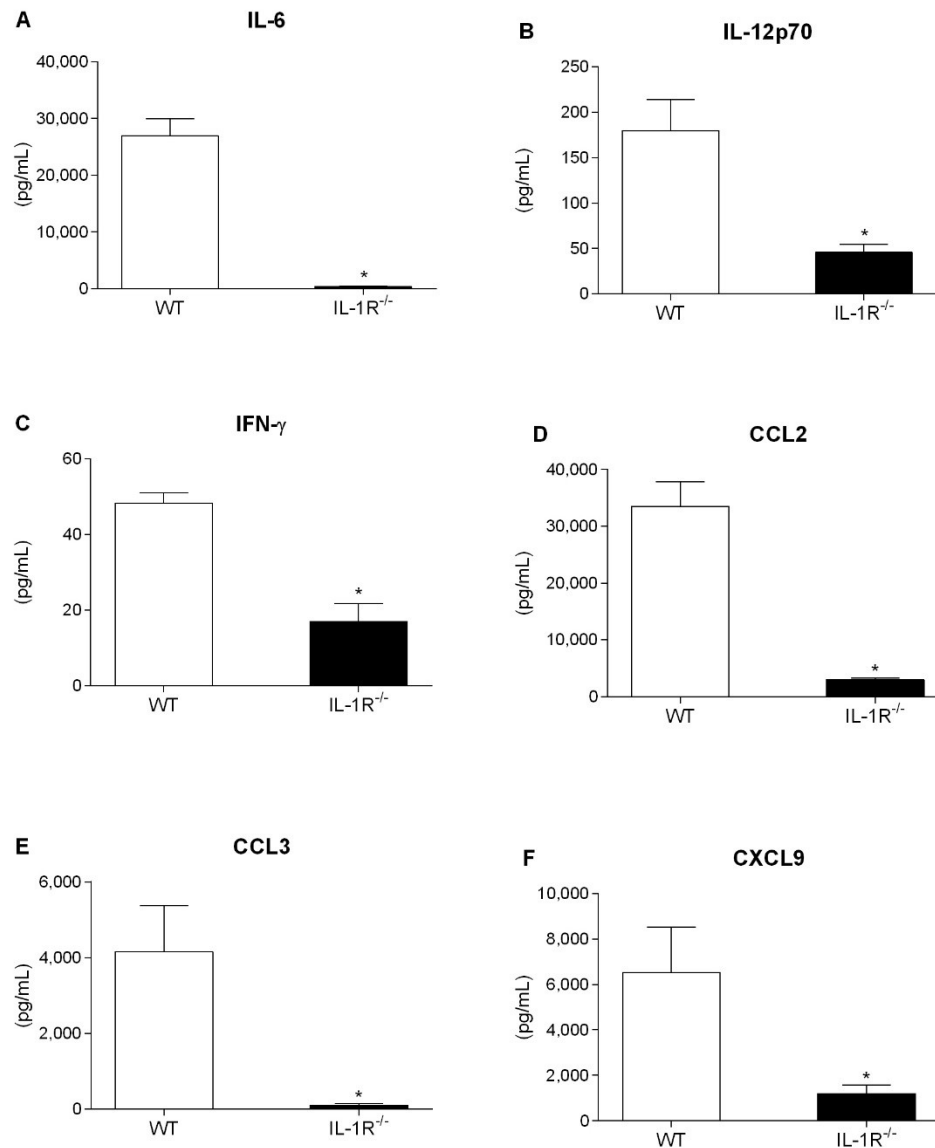 A
IL-6
(pg/mL)
40,000
30,000
20,000
10,000
0
*
WT
IL-1R-/-
B
IL-12p70
(pg/mL)
250
200
150
100
50
0
*
WT
IL-1R-/-
C
IFN-γ
(pg/mL)
60
40
20
0
*
WT
IL-1R-/-
D
CCL2
(pg/mL)
40,000
30,000
20,000
10,000
0
*
WT
IL-1R-/-
E
CCL3
(pg/mL)
6,000
4,000
2,000
0
*
WT
IL-1R-/-
F
CXCL9
(pg/mL)
10,000
8,000
6,000
4,000
2,000
0
*
WT
IL-1R-/-